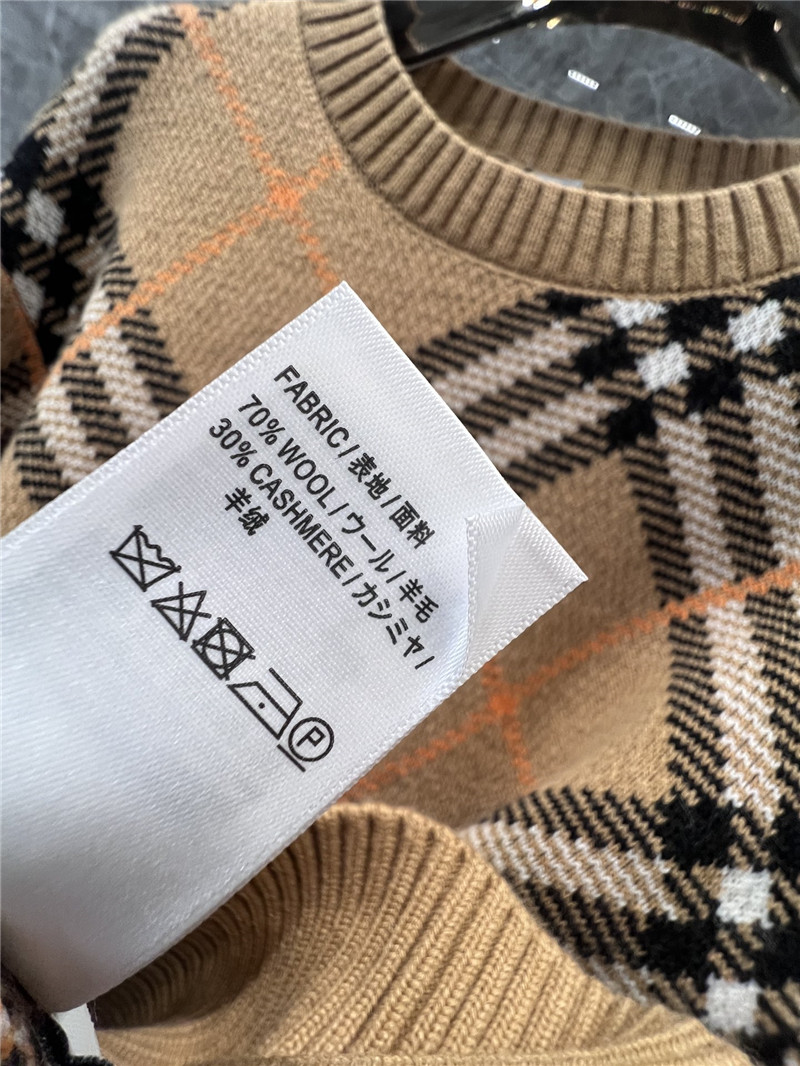 FABRIC / 表地 / 面料
70% WOOL / ウール / 羊毛
30% CASHMERE / カシミヤ /
羊绒
P